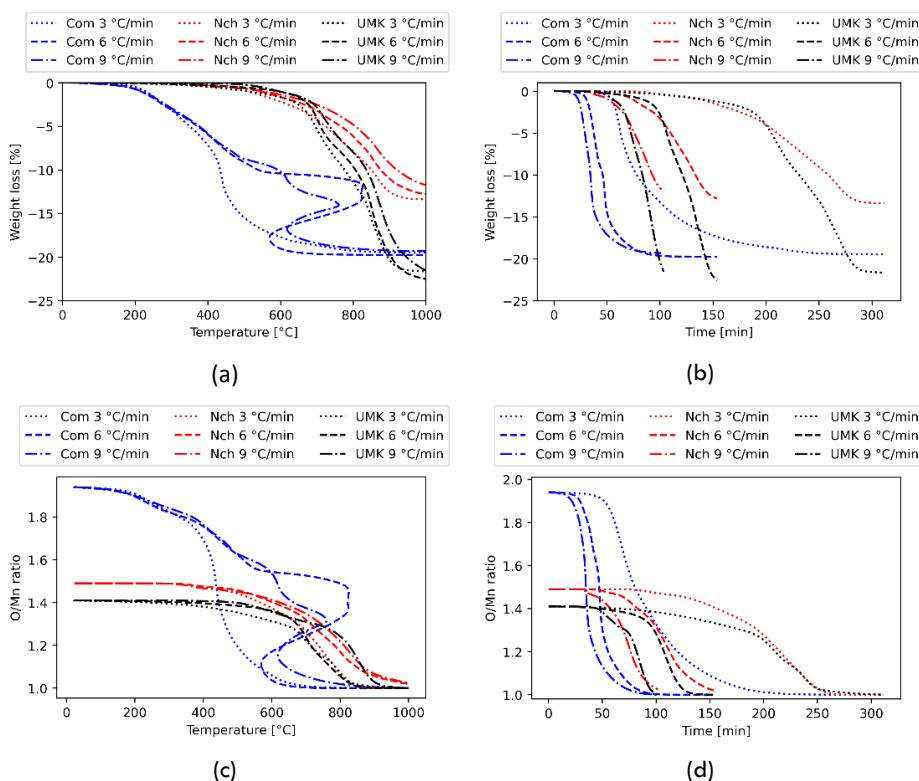 Com 3 °C/min Nch 3 °C/min UMK 3 °C/min
Com 6 °C/min Nch 6 °C/min UMK 6 °C/min
Com 9 °C/min Nch 9 °C/min UMK 9 °C/min
0
−5
−10
−15
−20
−25
Weight loss [%]
0 200 400 600 800 1000
Temperature [°C]
(a)
Com 3 °C/min Nch 3 °C/min UMK 3 °C/min
Com 6 °C/min Nch 6 °C/min UMK 6 °C/min
Com 9 °C/min Nch 9 °C/min UMK 9 °C/min
0
−5
−10
−15
−20
−25
Weight loss [%]
0 50 100 150 200 250 300
Time [min]
(b)
Com 3 °C/min Nch 3 °C/min UMK 3 °C/min
Com 6 °C/min Nch 6 °C/min UMK 6 °C/min
Com 9 °C/min Nch 9 °C/min UMK 9 °C/min
1.8
1.6
1.4
1.2
1.0
O/Mn ratio
0 200 400 600 800 1000
Temperature [°C]
(c)
Com 3 °C/min Nch 3 °C/min UMK 3 °C/min
Com 6 °C/min Nch 6 °C/min UMK 6 °C/min
Com 9 °C/min Nch 9 °C/min UMK 9 °C/min
2.0
1.8
1.6
1.4
1.2
1.0
O/Mn ratio
0 50 100 150 200 250 300
Time [min]
(d)